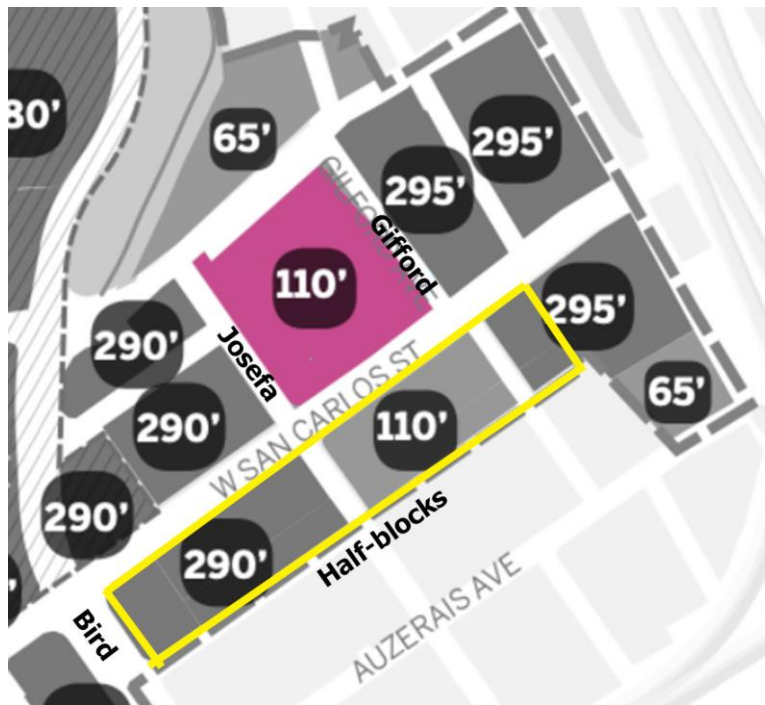 80'
65'
295'
295'
GIFFORD
Gifford
110'
290'
Josefa
290'
295'
65'
W SAN CARLOS ST
110'
290'
290'
Half-blocks
Bird
AUZERAIS AVE